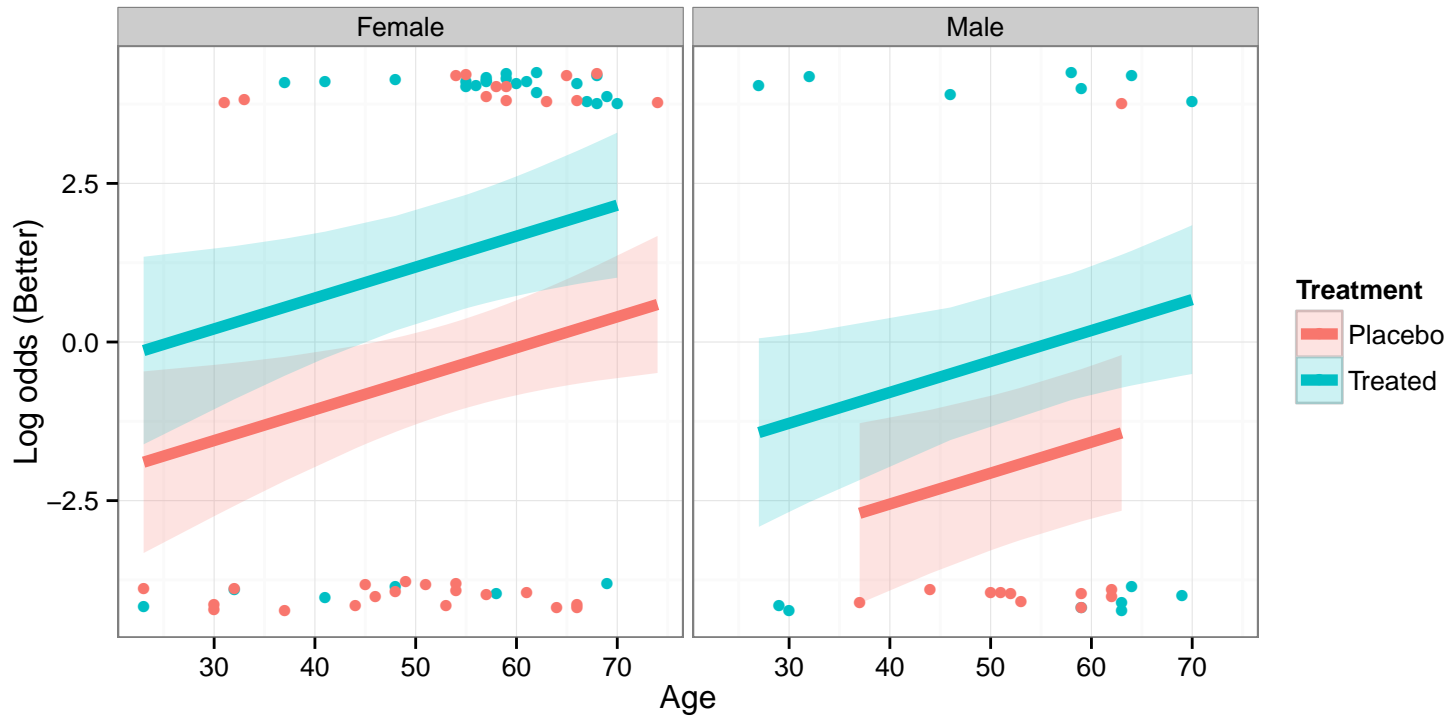 Female
Male
Log odds (Better)
2.5
0.0
−2.5
30 40 50 60 70
30 40 50 60 70
Age
Treatment
Placebo
Treated